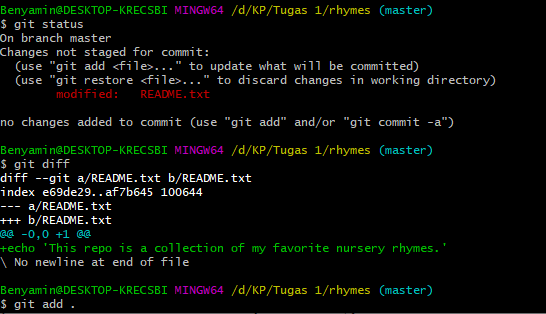 Benyamin@DESKTOP-KRECSBI MINGW64 /d/KP/Tugas 1/rhymes (master)
$ git status
On branch master
Changes not staged for commit:
  (use "git add <file>..." to update what will be committed)
  (use "git restore <file>..." to discard changes in working directory)
        modified:   README.txt

no changes added to commit (use "git add" and/or "git commit -a")

Benyamin@DESKTOP-KRECSBI MINGW64 /d/KP/Tugas 1/rhymes (master)
$ git diff
diff --git a/README.txt b/README.txt
index e69de29..af7b645 100644
--- a/README.txt
+++ b/README.txt
@@ -0,0 +1 @@
+echo 'This repo is a collection of my favorite nursery rhymes.'
\ No newline at end of file

Benyamin@DESKTOP-KRECSBI MINGW64 /d/KP/Tugas 1/rhymes (master)
$ git add .